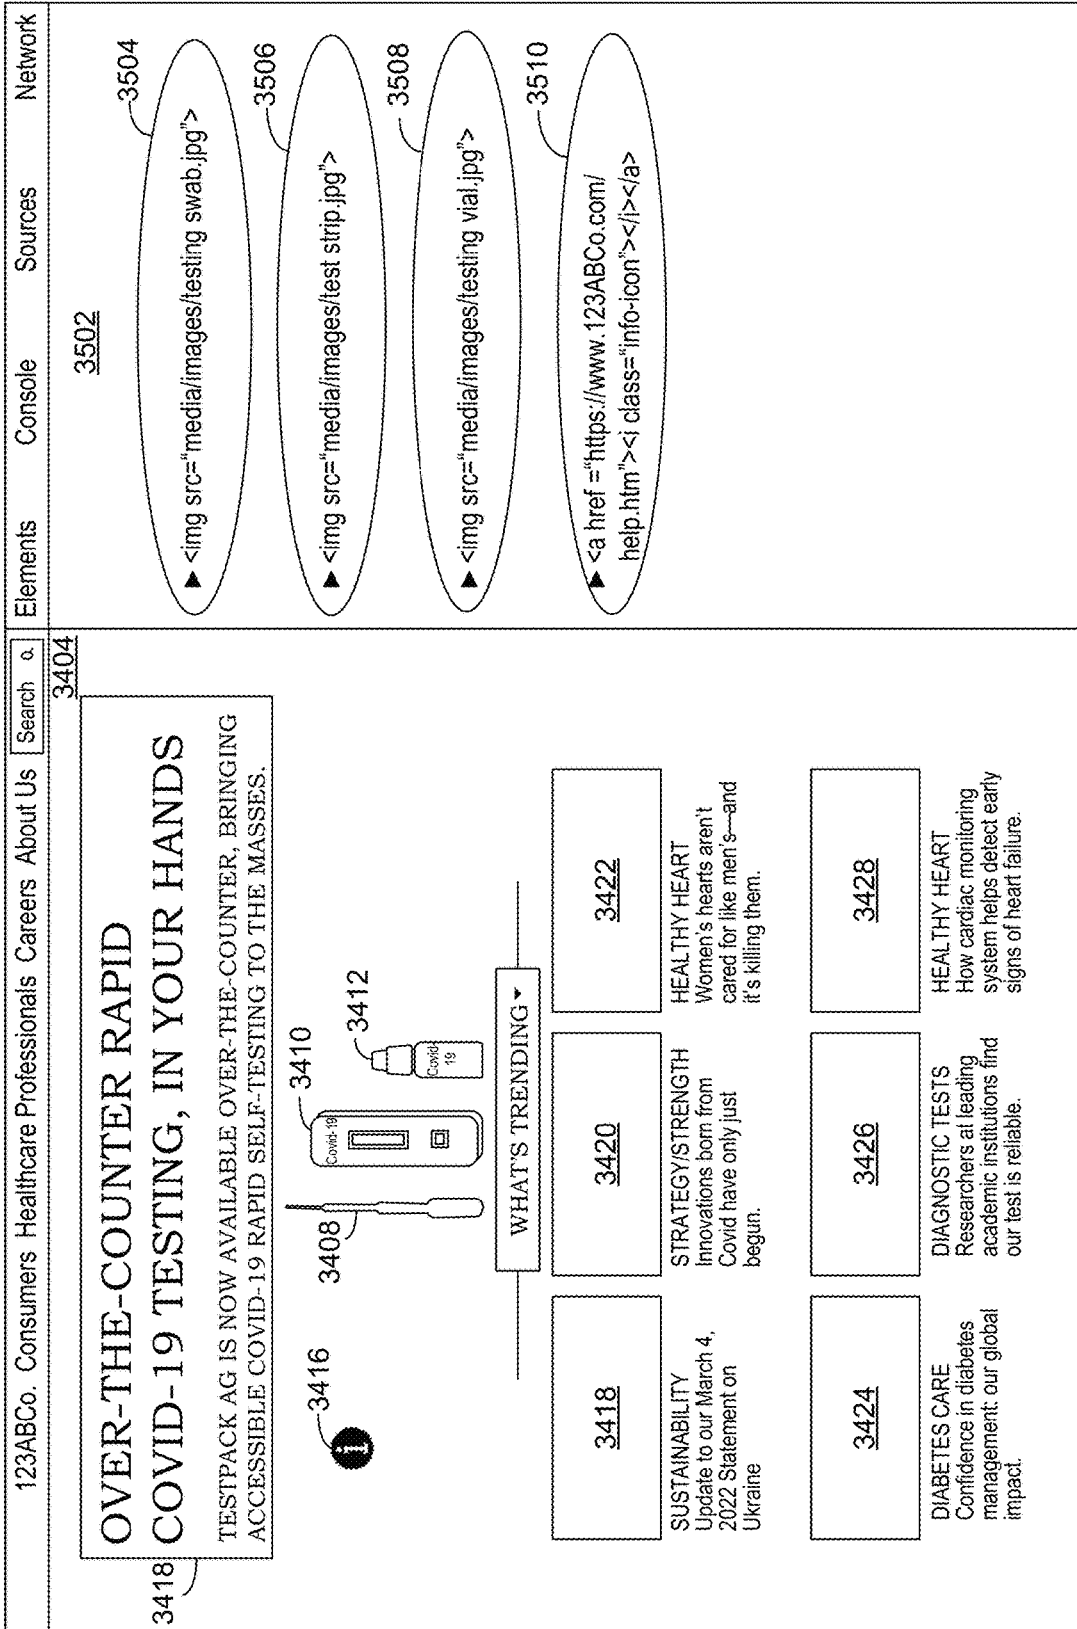 123ABCo. Consumers Healthcare Professionals Careers About Us Search
Elements Console Sources Network
3404
3418
OVER-THE-COUNTER RAPID
COVID-19 TESTING, IN YOUR HANDS
TESTPACK AG IS NOW AVAILABLE OVER-THE-COUNTER, BRINGING
ACCESSIBLE COVID-19 RAPID SELF-TESTING TO THE MASSES.
3416
i
3408
3410
Covid-19
3412
Covid-
19
WHAT'S TRENDING ▾
3418
SUSTAINABILITY
Update to our March 4,
2022 Statement on
Ukraine
3420
STRATEGY/STRENGTH
Innovations born from
Covid have only just
begun.
3422
HEALTHY HEART
Women's hearts aren't
cared for like men's—and
it's killing them.
3424
DIABETES CARE
Confidence in diabetes
management: our global
impact.
3426
DIAGNOSTIC TESTS
Researchers at leading
academic institutions find
our test is reliable.
3428
HEALTHY HEART
How cardiac monitoring
system helps detect early
signs of heart failure.
3502
3504
▶ <img src=“media/images/testing swab.jpg”>
3506
▶ <img src=“media/images/test strip.jpg”>
3508
▶ <img src=“media/images/testing vial.jpg”>
3510
▶ <a href =“https://www.123ABCo.com/
help.htm”><i class=“info-icon”></i></a>